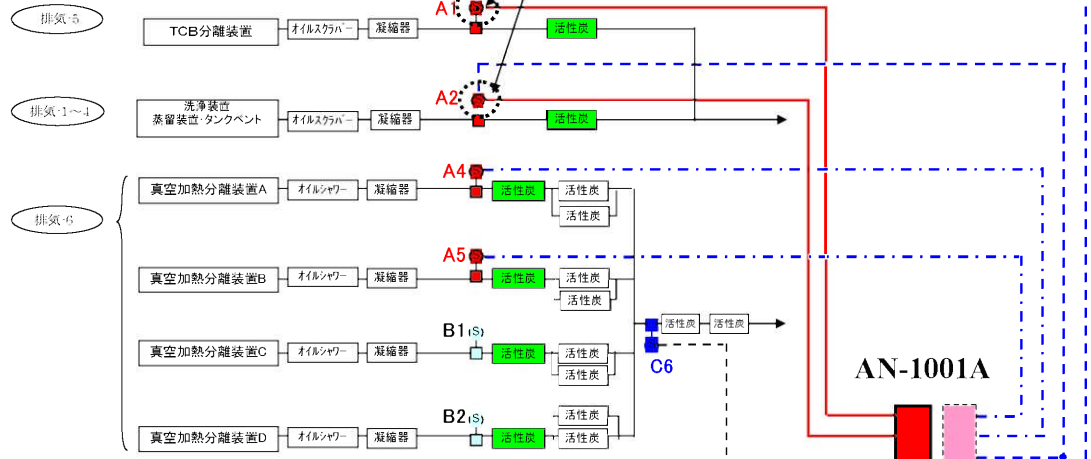 排気-5
TCB分離装置
オイルスクラバー
凝縮器
A1
活性炭
排気-1～4
洗浄装置
蒸留装置・タンクベント
オイルスクラバー
凝縮器
A2
活性炭
排気-6
真空加熱分離装置A
オイルシャワー
凝縮器
A4
活性炭
活性炭
活性炭
真空加熱分離装置B
オイルシャワー
凝縮器
A5
活性炭
活性炭
活性炭
真空加熱分離装置C
オイルシャワー
凝縮器
B1
S
活性炭
活性炭
活性炭
C6
活性炭
活性炭
AN-1001A
真空加熱分離装置D
オイルシャワー
凝縮器
B2
S
活性炭
活性炭
活性炭